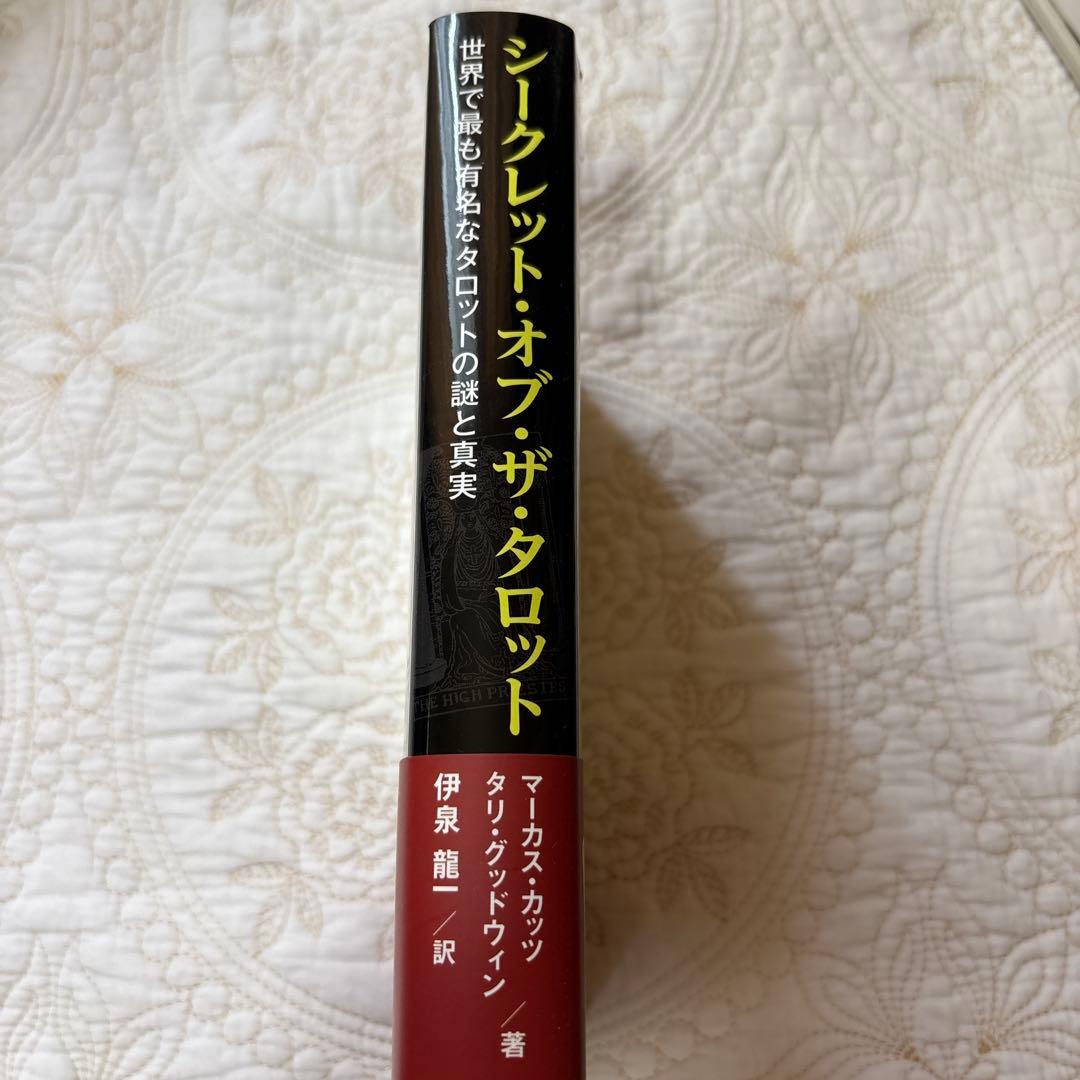 シークレット・オブ・ザ・タロット
世界で最も有名なタロットの謎と真実
THE HIGH PRIESTES
マーカス・カッツ
タリ・グッドウィン／著
伊泉 龍一／訳